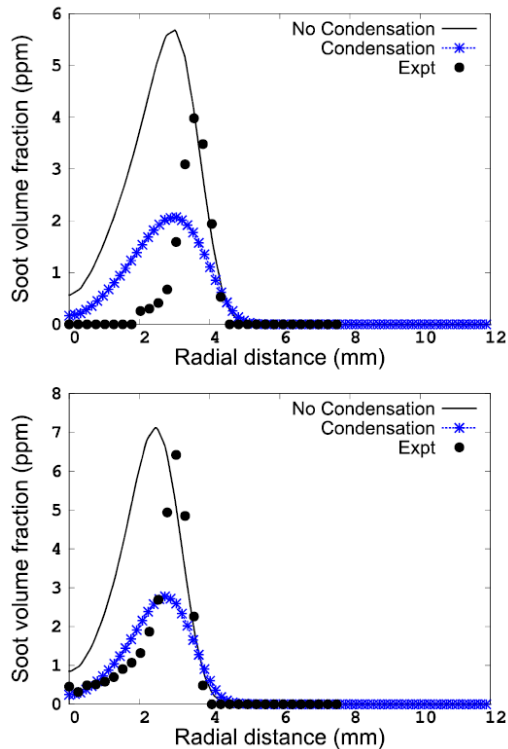 No Condensation
Condensation
Expt
6
5
4
3
2
1
0
Soot volume fraction (ppm)
0 2 4 6 8 10 12
Radial distance (mm)
No Condensation
Condensation
Expt
8
7
6
5
4
3
2
1
0
Soot volume fraction (ppm)
0 2 4 6 8 10 12
Radial distance (mm)